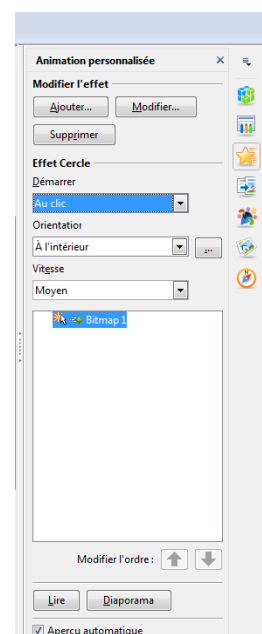 Animation personnalisée
Modifier l'effet
Ajouter... Modifier...
Supprimer
Effet Cercle
Démarrer
Au clic
Orientation
À l'intérieur ...
Vitesse
Moyen
Bitmap 1
Modifier l'ordre :
Lire Diaporama
Aperçu automatique